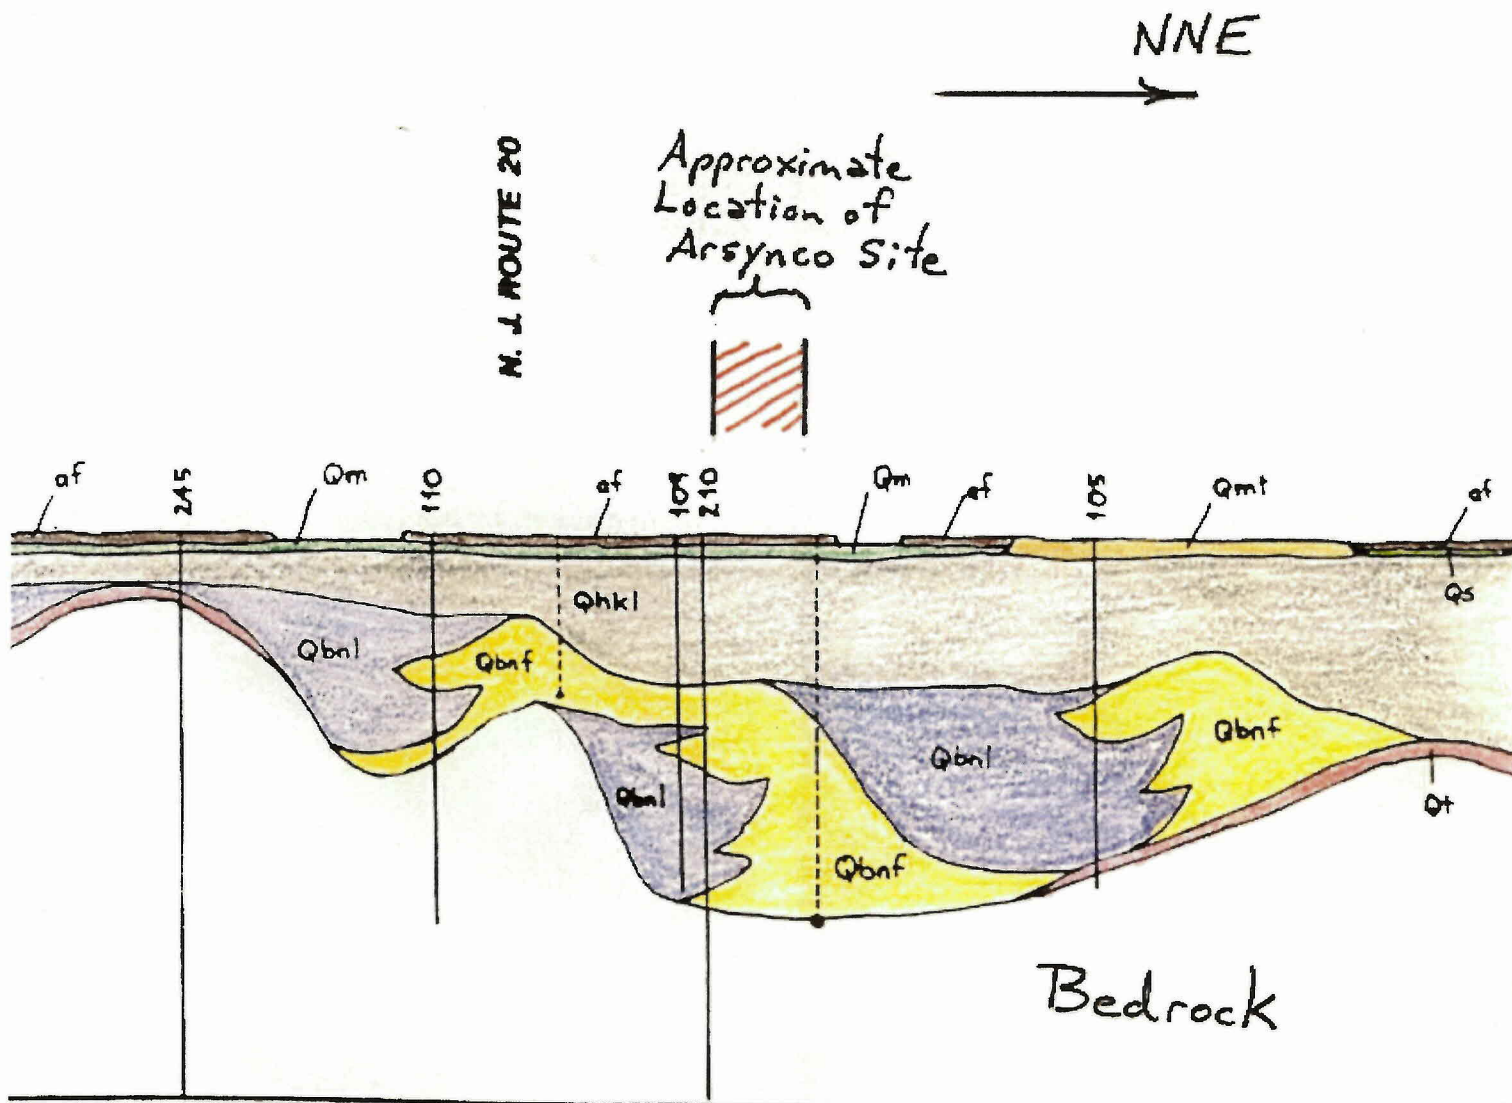 NNE
N. J. ROUTE 20
Approximate
Location of
Arsynco Site
af
245
Qm
110
af
109
210
Qm
af
105
Qmt
af
Qs
Qhkl
Qbnl
Qbnf
Qbnl
Qbnf
Qbnl
Qbnf
Qt
Bedrock